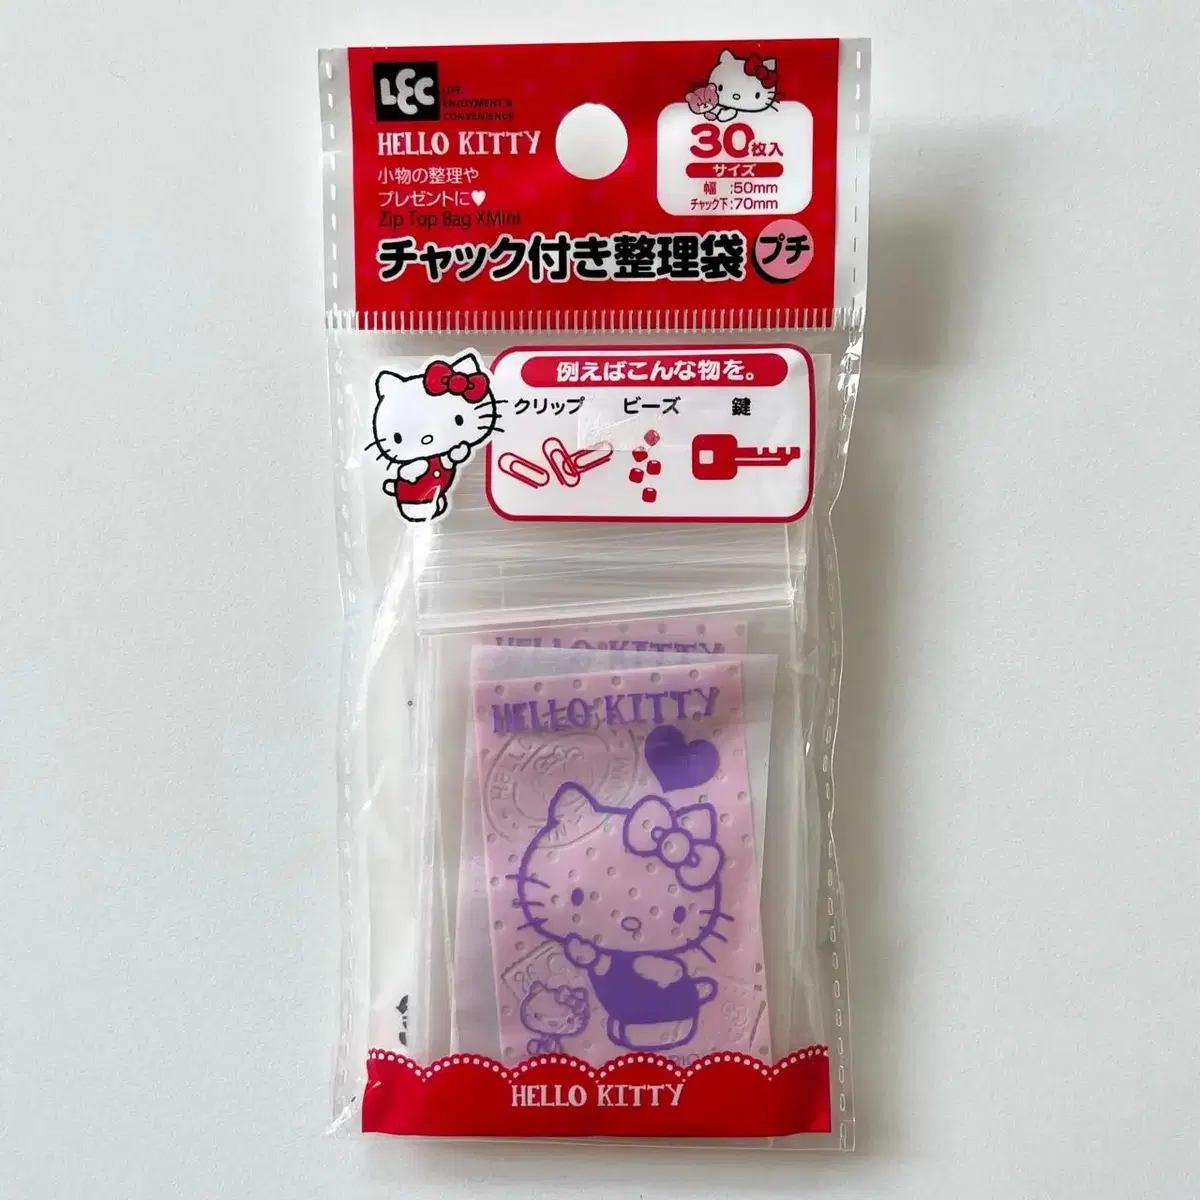 LEC
LIFE
ENJOYMENT &
CONVENIENCE
HELLO KITTY
小物の整理や
プレゼントに♥
Zip Top Bag XMini
チャック付き整理袋
プチ
30枚入
サイズ
幅 :50mm
チャック下:70mm
例えばこんな物を。
クリップ ビーズ 鍵
HELLO KITTY
HELLO KITTY
HELLO KITTY